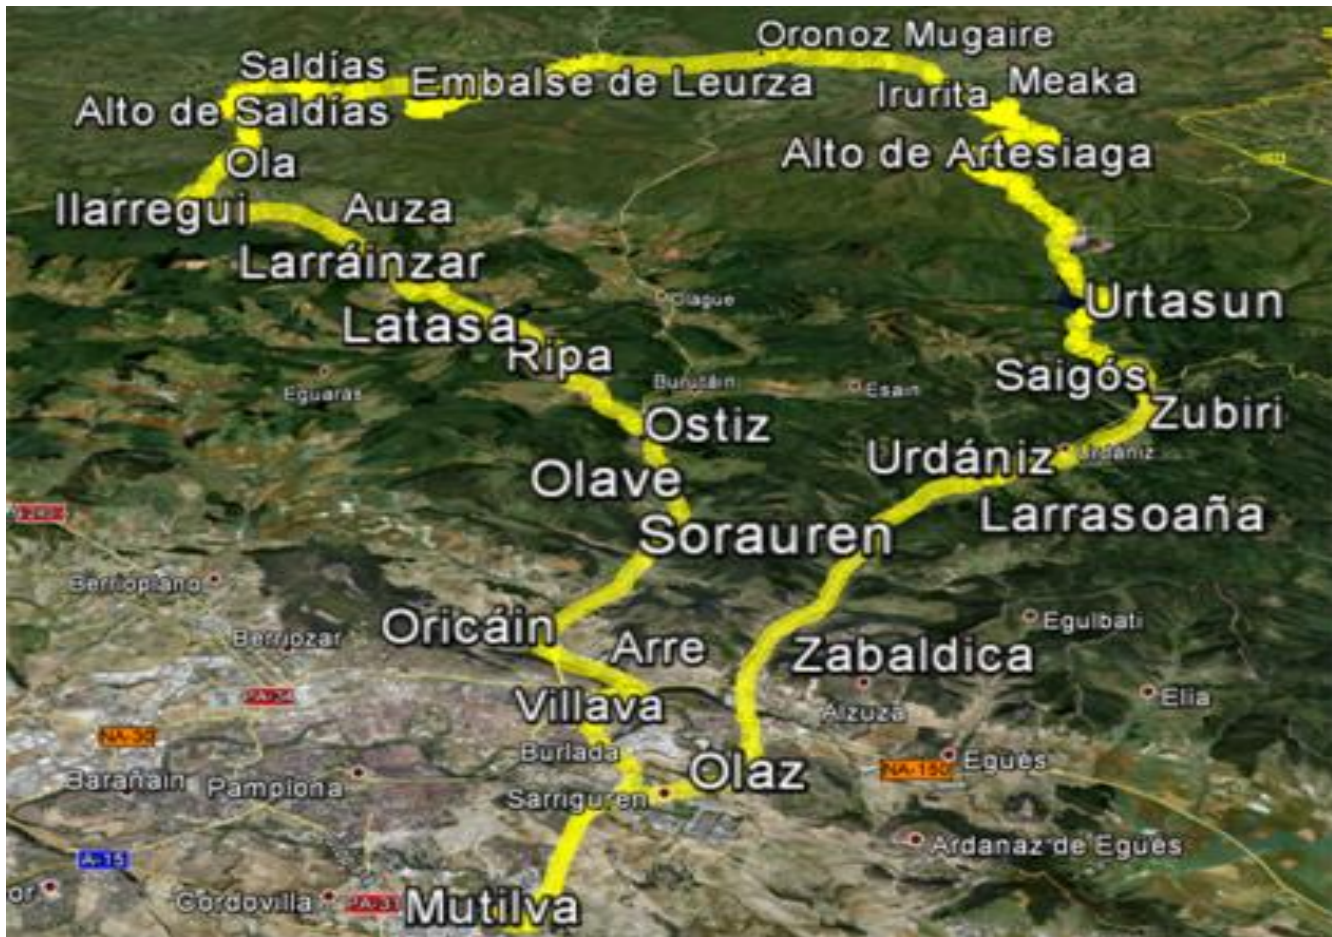 Oronoz Mugaire
Saldías
Embalse de Leurza
Irurita
Meaka
Alto de Saldías
Alto de Artesiaga
Ola
Ilarregui
Auza
Larráinzar
Olague
Urtasun
Latasa
Ripa
Eguaras
Burutáin
Esain
Saigós
Zubiri
Ostiz
Urdániz
Urdániz
Olave
Larrasoaña
Sorauren
Berrioplano
Egulbati
Oricáin
Berriozar
Arre
Zabaldica
PA-34
Villava
Alzuza
Elia
NA-30
Burlada
Olaz
NA-150
Egüés
Barañain
Pamplona
Sarriguren
A-15
Ardanaz de Egüés
Cordovilla
PA-31
Mutilva